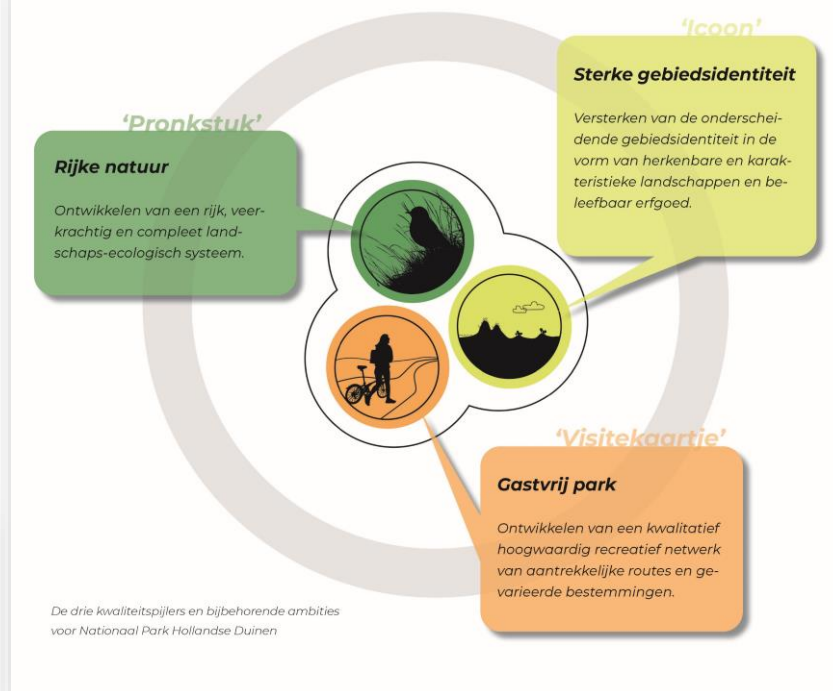 ‘Icoon’
Sterke gebiedsidentiteit
Versterken van de onderschei-
dende gebiedsidentiteit in de
vorm van herkenbare en karak-
teristieke landschappen en be-
leefbaar erfgoed.
‘Pronkstuk’
Rijke natuur
Ontwikkelen van een rijk, veer-
krachtig en compleet land-
schaps-ecologisch systeem.
‘Visitekaartje’
Gastvrij park
Ontwikkelen van een kwalitatief
hoogwaardig recreatief netwerk
van aantrekkelijke routes en ge-
varieerde bestemmingen.
De drie kwaliteitspijlers en bijbehorende ambities
voor Nationaal Park Hollandse Duinen